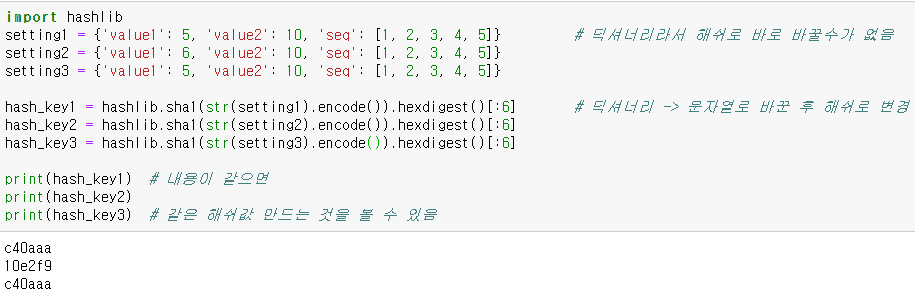 import hashlib
setting1 = {'value1': 5, 'value2': 10, 'seq': [1, 2, 3, 4, 5]} # 딕셔너리라서 해쉬로 바로 바꿀수가 없음
setting2 = {'value1': 6, 'value2': 10, 'seq': [1, 2, 3, 4, 5]}
setting3 = {'value1': 5, 'value2': 10, 'seq': [1, 2, 3, 4, 5]}
hash_key1 = hashlib.sha1(str(setting1).encode()).hexdigest()[:6] # 딕셔너리 -> 문자열로 바꾼 후 해쉬로 변경
hash_key2 = hashlib.sha1(str(setting2).encode()).hexdigest()[:6]
hash_key3 = hashlib.sha1(str(setting3).encode()).hexdigest()[:6]
print(hash_key1) # 내용이 같으면
print(hash_key2)
print(hash_key3) # 같은 해쉬값 만드는 것을 볼 수 있음
c40aaa
10e2f9
c40aaa